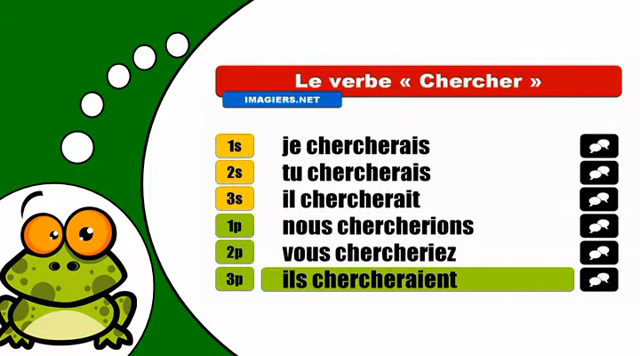 Le verbe « Chercher »
IMAGIERS.NET
1s je chercherais
2s tu chercherais
3s il chercherait
1p nous chercherions
2p vous chercheriez
3p ils chercheraient